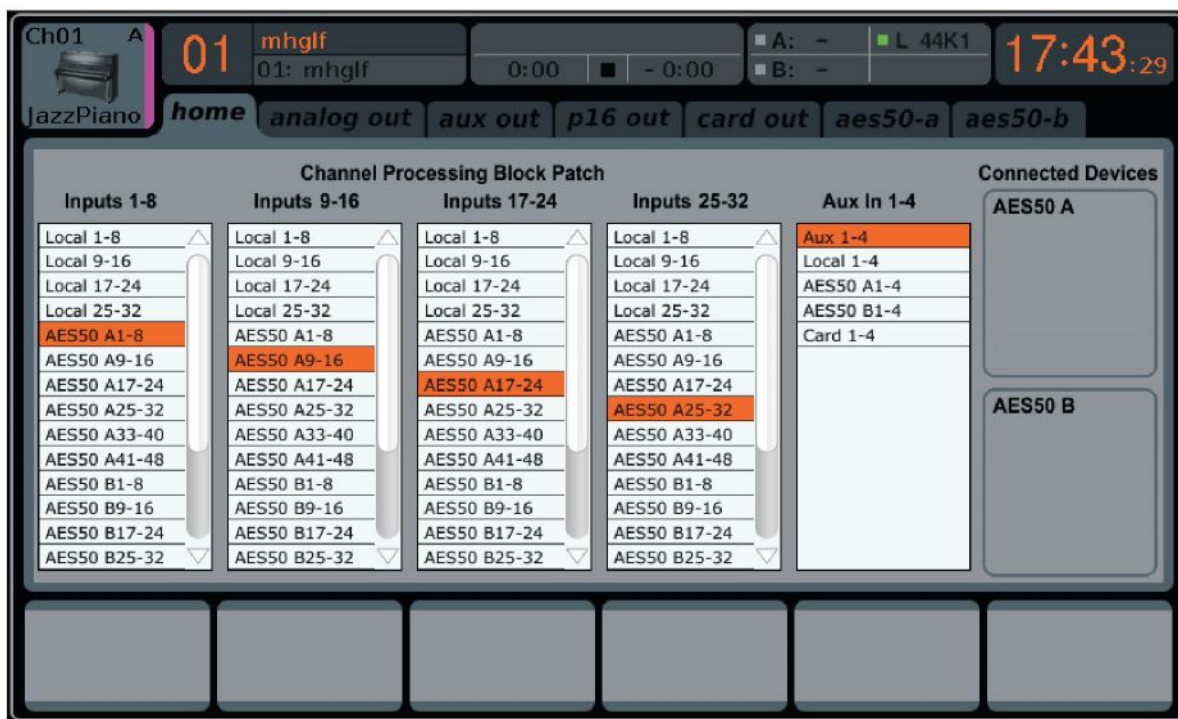 Ch01 A
JazzPiano
01
mhglf
01: mhglf
0:00 - 0:00
A: -
B: -
L 44K1
17:43:29
home analog out aux out p16 out card out aes50-a aes50-b
Channel Processing Block Patch
Connected Devices
Inputs 1-8
Local 1-8
Local 9-16
Local 17-24
Local 25-32
AES50 A1-8
AES50 A9-16
AES50 A17-24
AES50 A25-32
AES50 A33-40
AES50 A41-48
AES50 B1-8
AES50 B9-16
AES50 B17-24
AES50 B25-32
Inputs 9-16
Local 1-8
Local 9-16
Local 17-24
Local 25-32
AES50 A1-8
AES50 A9-16
AES50 A17-24
AES50 A25-32
AES50 A33-40
AES50 A41-48
AES50 B1-8
AES50 B9-16
AES50 B17-24
AES50 B25-32
Inputs 17-24
Local 1-8
Local 9-16
Local 17-24
Local 25-32
AES50 A1-8
AES50 A9-16
AES50 A17-24
AES50 A25-32
AES50 A33-40
AES50 A41-48
AES50 B1-8
AES50 B9-16
AES50 B17-24
AES50 B25-32
Inputs 25-32
Local 1-8
Local 9-16
Local 17-24
Local 25-32
AES50 A1-8
AES50 A9-16
AES50 A17-24
AES50 A25-32
AES50 A33-40
AES50 A41-48
AES50 B1-8
AES50 B9-16
AES50 B17-24
AES50 B25-32
Aux In 1-4
Aux 1-4
Local 1-4
AES50 A1-4
AES50 B1-4
Card 1-4
AES50 A
AES50 B